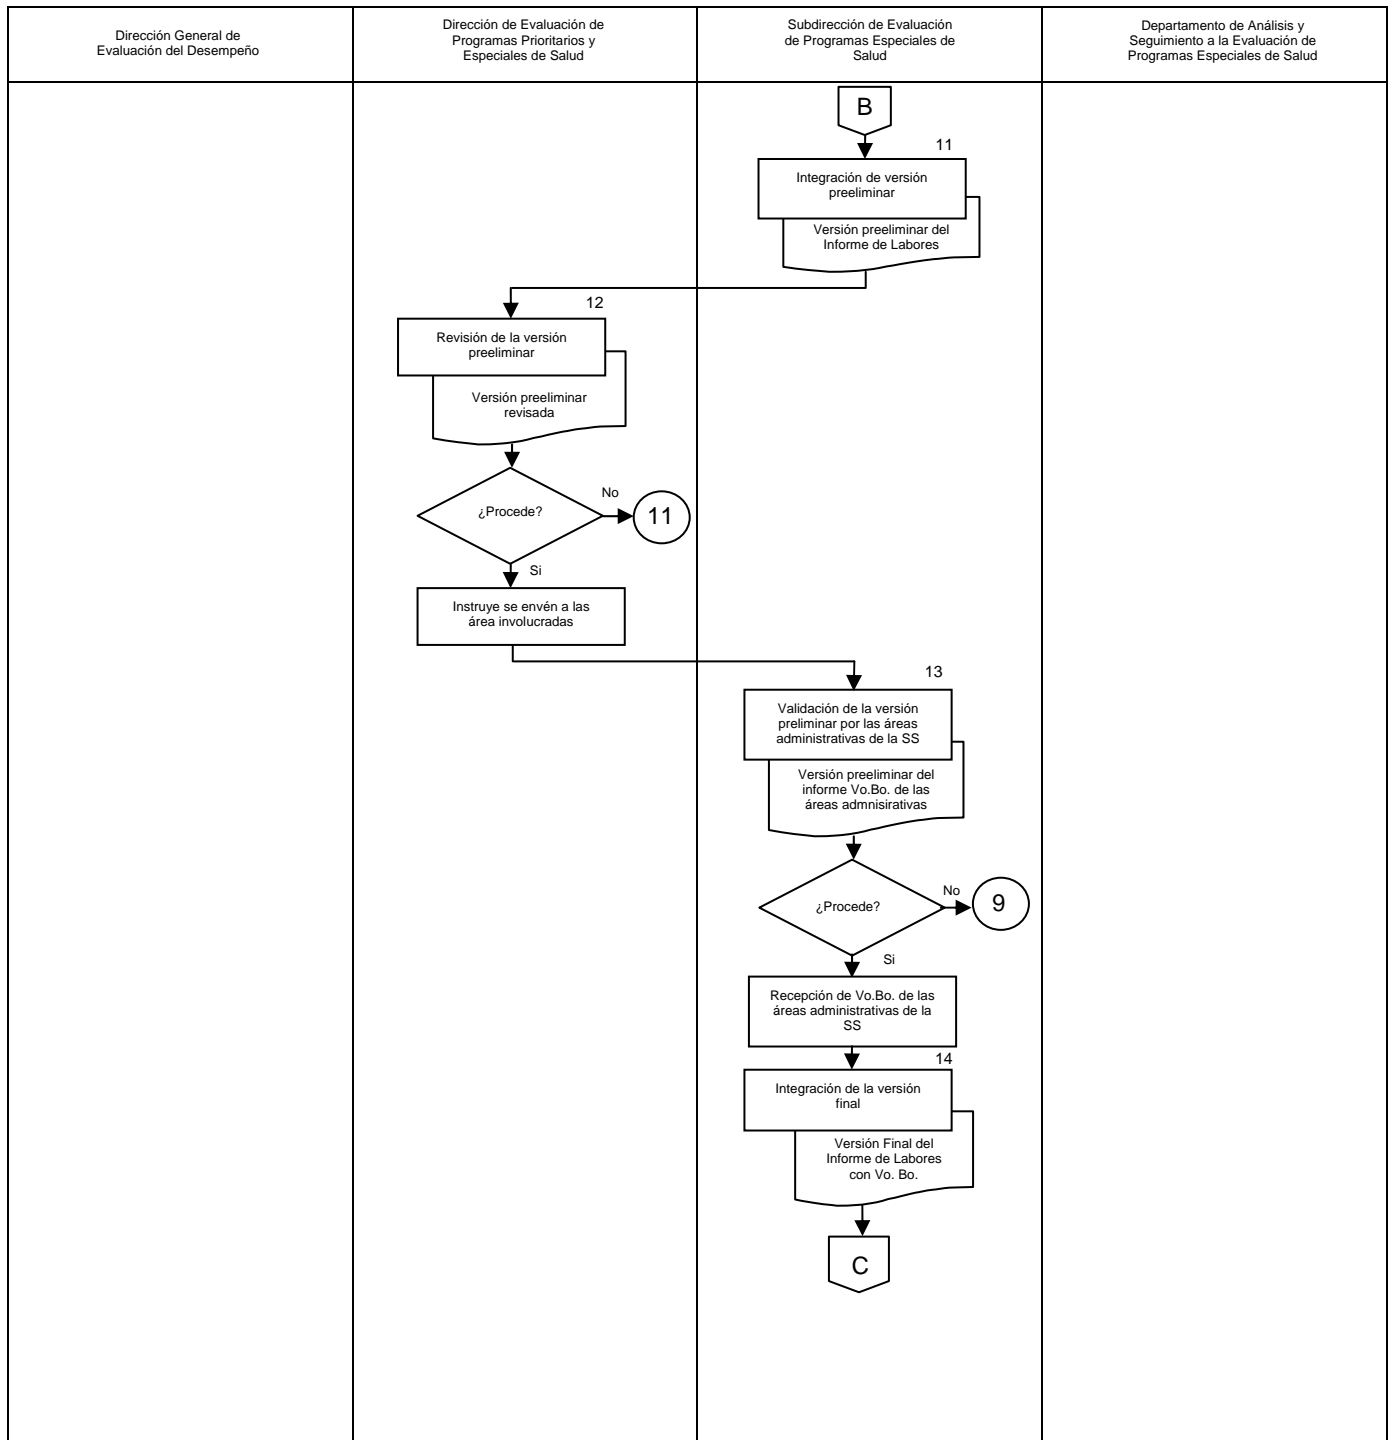 Dirección General de
Evaluación del Desempeño
Dirección de Evaluación de
Programas Prioritarios y
Especiales de Salud
Subdirección de Evaluación
de Programas Especiales de
Salud
Departamento de Análisis y
Seguimiento a la Evaluación de
Programas Especiales de Salud
B
11
Integración de versión
preeliminar
Versión preeliminar del
Informe de Labores
12
Revisión de la versión
preeliminar
Versión preeliminar
revisada
¿Procede?
No
11
Si
Instruye se envén a las
área involucradas
13
Validación de la versión
preliminar por las áreas
administrativas de la SS
Versión preeliminar del
informe Vo.Bo. de las
áreas admnisirativas
¿Procede?
No
9
Si
Recepción de Vo.Bo. de las
áreas administrativas de la
SS
14
Integración de la versión
final
Versión Final del
Informe de Labores
con Vo. Bo.
C